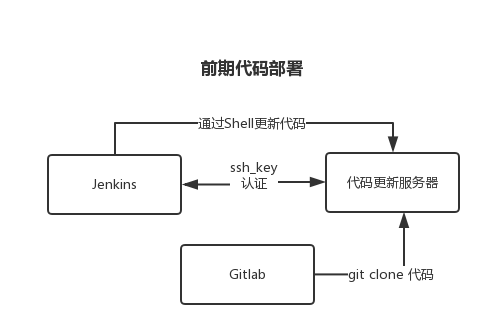 前期代码部署
通过Shell更新代码
ssh_key
认证
Jenkins
代码更新服务器
Gitlab
git clone 代码